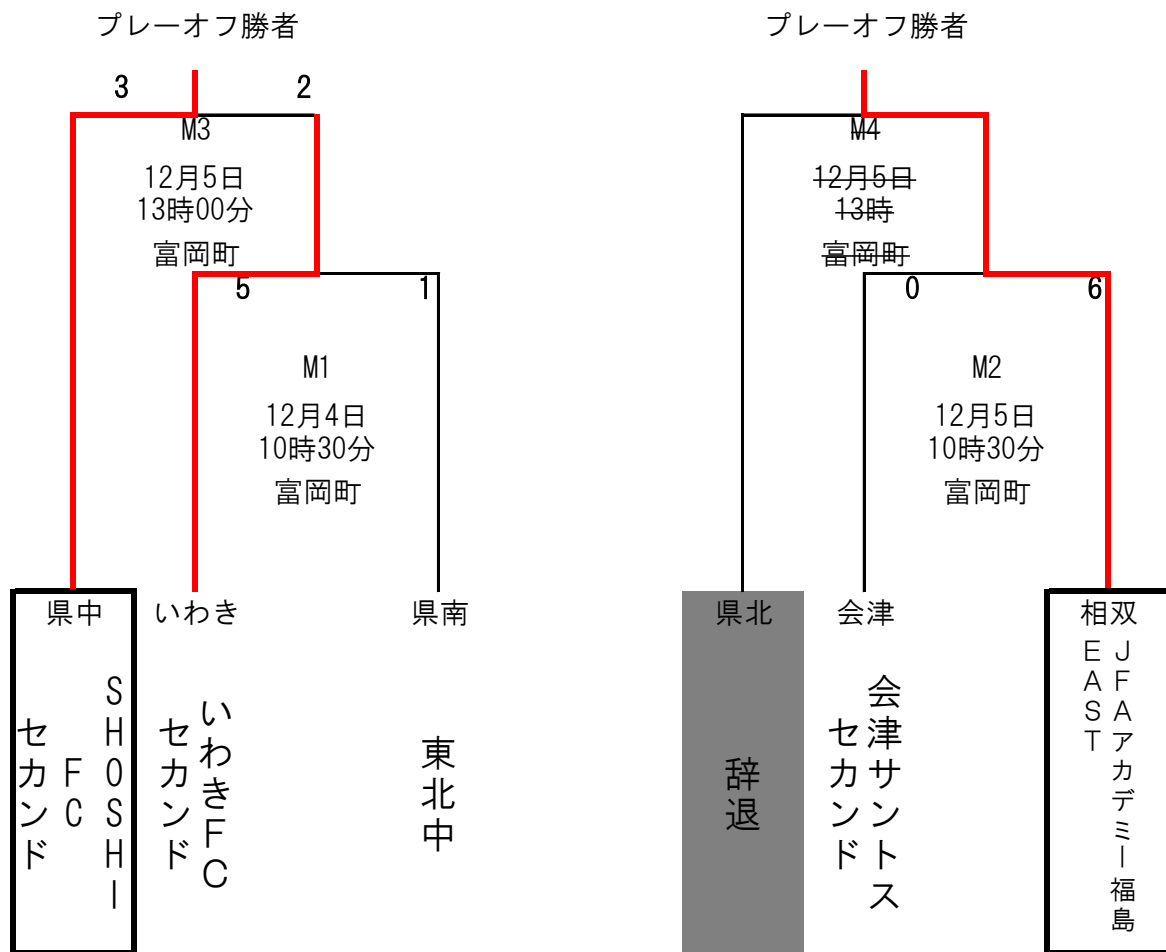 プレーオフ勝者
3
2
M3
12月5日
13時00分
富岡町
5
1
M1
12月4日
10時30分
富岡町
県中
いわき
県南
SHOSHI
FC
セカンド
いわきFC
セカンド
東北中
プレーオフ勝者
M4
12月5日
13時
富岡町
0
6
M2
12月5日
10時30分
富岡町
県北
会津
相双
辞退
会津サントス
セカンド
JFAアカデミー福島
EAST